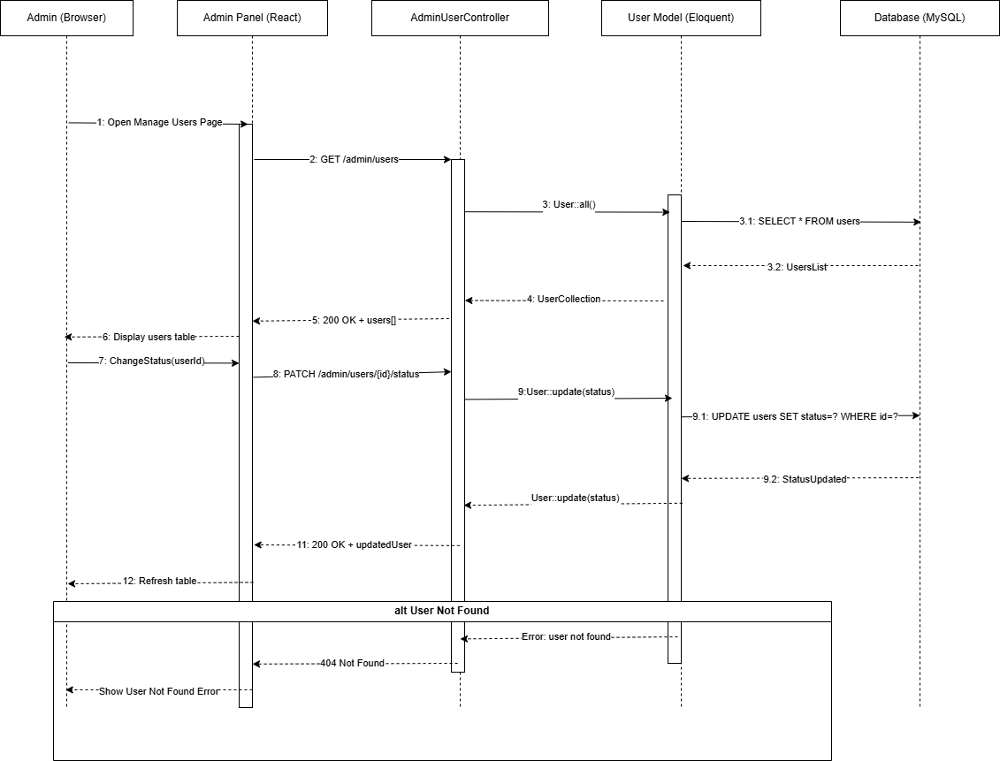 Admin (Browser)
Admin Panel (React)
AdminUserController
User Model (Eloquent)
Database (MySQL)
1: Open Manage Users Page
2: GET /admin/users
3: User::all()
3.1: SELECT * FROM users
3.2: UsersList
4: UserCollection
5: 200 OK + users[]
6: Display users table
7: ChangeStatus(userId)
8: PATCH /admin/users/{id}/status
9:User::update(status)
9.1: UPDATE users SET status=? WHERE id=?
9.2: StatusUpdated
User::update(status)
11: 200 OK + updatedUser
12: Refresh table
alt User Not Found
Error: user not found
404 Not Found
Show User Not Found Error